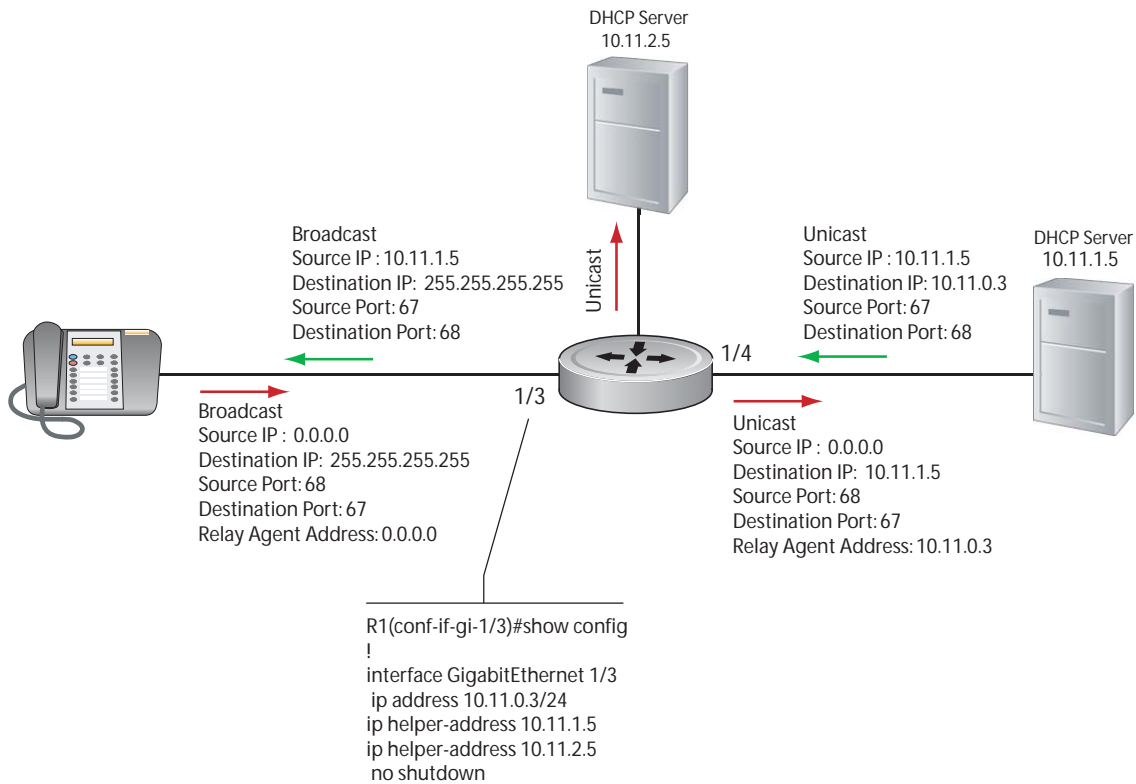 DHCP Server
10.11.2.5
Broadcast
Source IP : 10.11.1.5
Destination IP: 255.255.255.255
Source Port: 67
Destination Port: 68
Unicast
Unicast
Source IP : 10.11.1.5
Destination IP: 10.11.0.3
Source Port: 67
Destination Port: 68
DHCP Server
10.11.1.5
1/4
1/3
Broadcast
Source IP : 0.0.0.0
Destination IP: 255.255.255.255
Source Port: 68
Destination Port: 67
Relay Agent Address: 0.0.0.0
Unicast
Source IP : 0.0.0.0
Destination IP: 10.11.1.5
Source Port: 68
Destination Port: 67
Relay Agent Address: 10.11.0.3
R1(conf-if-gi-1/3)#show config
!
interface GigabitEthernet 1/3
ip address 10.11.0.3/24
ip helper-address 10.11.1.5
ip helper-address 10.11.2.5
no shutdown